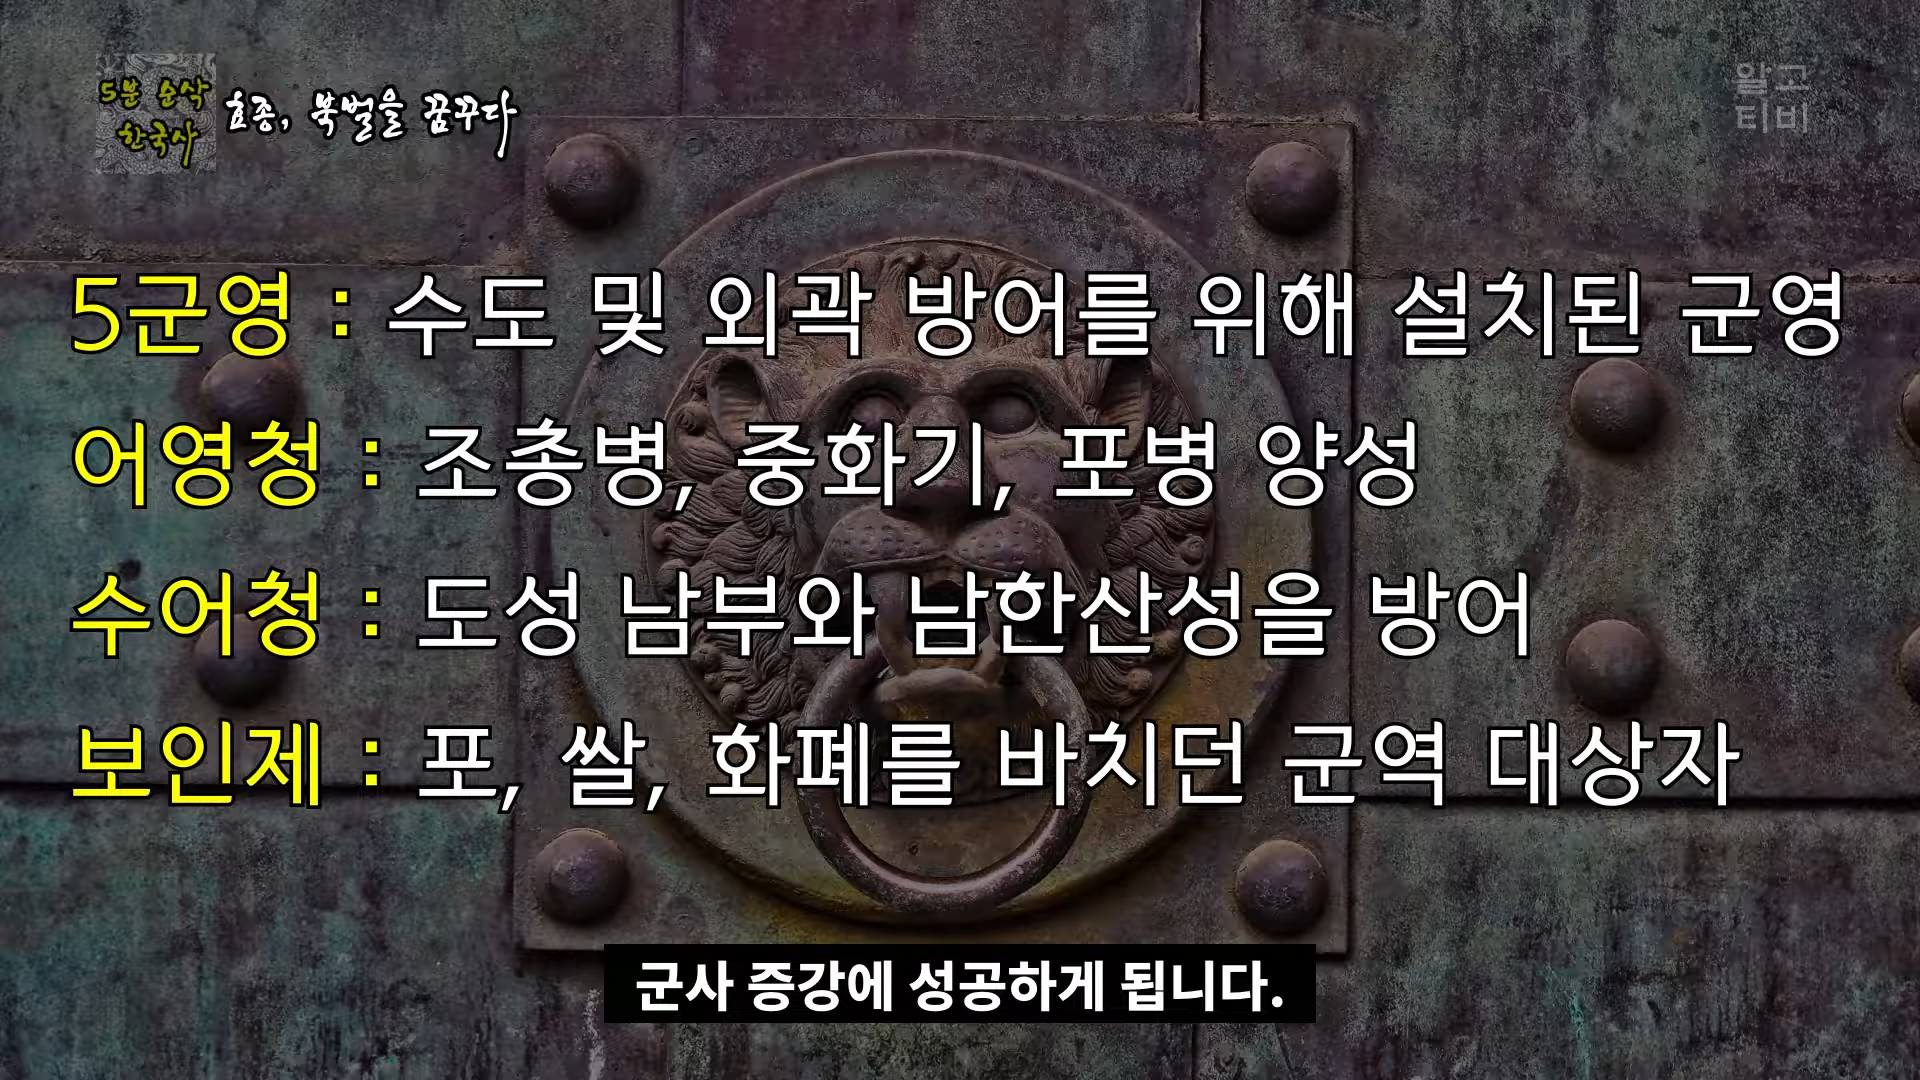 5분 순삭
한국사
효종, 북벌을 꿈꾸다
알고
티비
5군영 : 수도 및 외곽 방어를 위해 설치된 군영
어영청 : 조총병, 중화기, 포병 양성
수어청 : 도성 남부와 남한산성을 방어
보인제 : 포, 쌀, 화폐를 바치던 군역 대상자
군사 증강에 성공하게 됩니다.